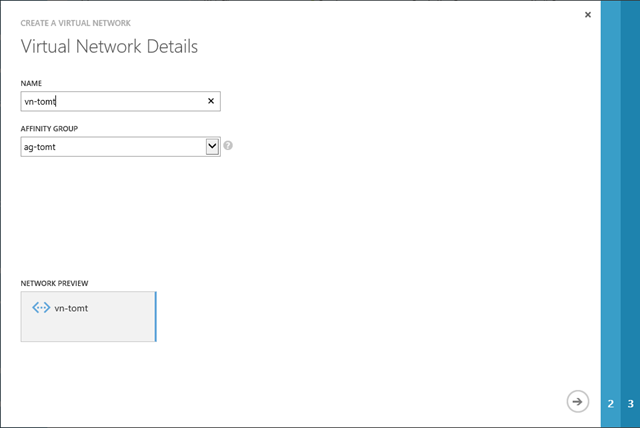 CREATE A VIRTUAL NETWORK
Virtual Network Details
NAME
vn-tomt
AFFINITY GROUP
ag-tomt
NETWORK PREVIEW
vn-tomt
2 3